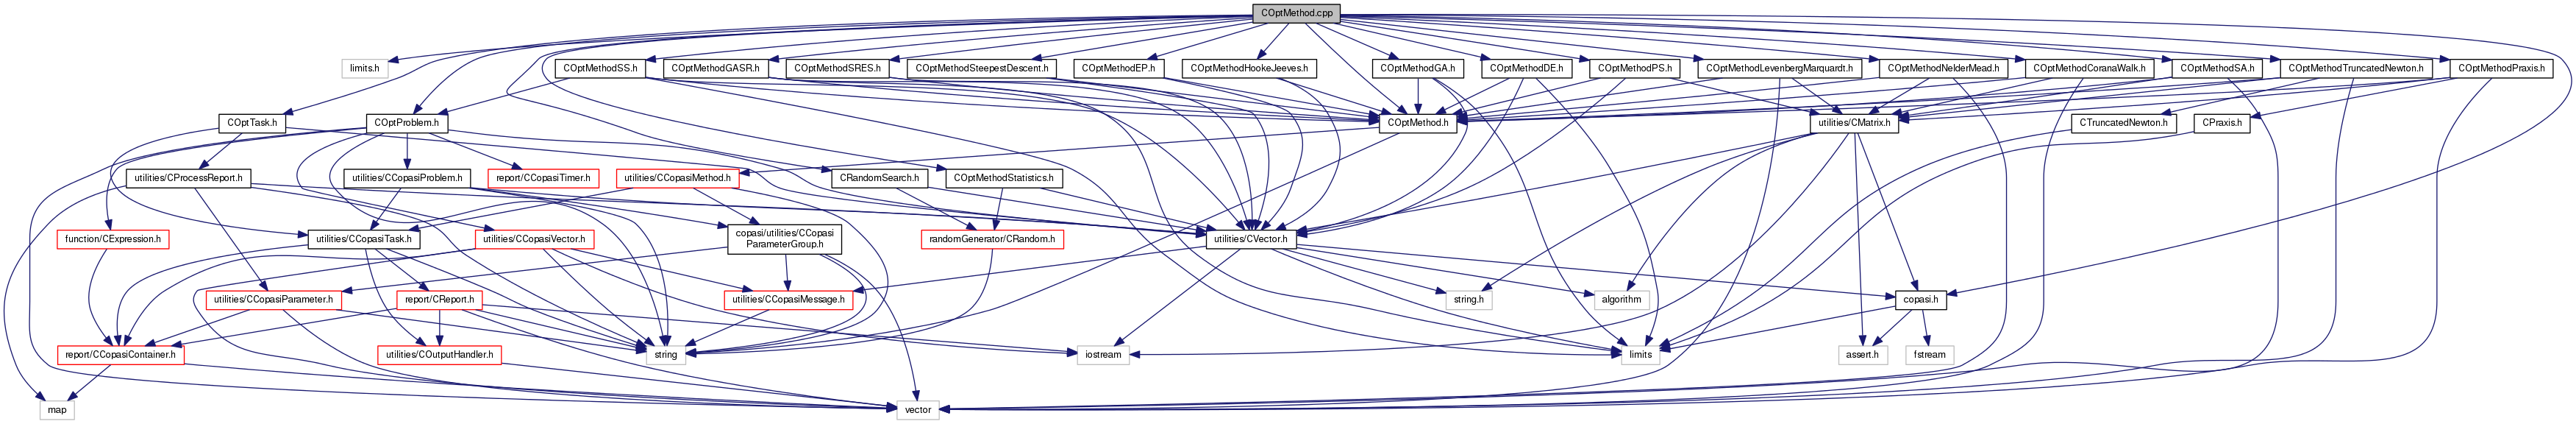 COptMethod.cpp
limits.h
COptMethodSS.h
COptMethodGASR.h
COptMethodSRES.h
COptMethodSteepestDescent.h
COptMethodEP.h
COptMethodHookeJeeves.h
COptMethodGA.h
COptMethodDE.h
COptMethodPS.h
COptMethodLevenbergMarquardt.h
COptMethodNelderMead.h
COptMethodCoranaWalk.h
COptMethodSA.h
COptMethodTruncatedNewton.h
COptMethodPraxis.h
COptTask.h
COptProblem.h
COptMethod.h
utilities/CMatrix.h
CTruncatedNewton.h
CPraxis.h
utilities/CProcessReport.h
utilities/CCopasiProblem.h
report/CCopasiTimer.h
utilities/CCopasiMethod.h
CRandomSearch.h
COptMethodStatistics.h
function/CExpression.h
utilities/CCopasiTask.h
utilities/CCopasiVector.h
copasi/utilities/CCopasi
ParameterGroup.h
randomGenerator/CRandom.h
utilities/CVector.h
utilities/CCopasiParameter.h
report/CReport.h
utilities/CCopasiMessage.h
string.h
algorithm
copasi.h
report/CCopasiContainer.h
utilities/COutputHandler.h
string
iostream
limits
assert.h
fstream
map
vector